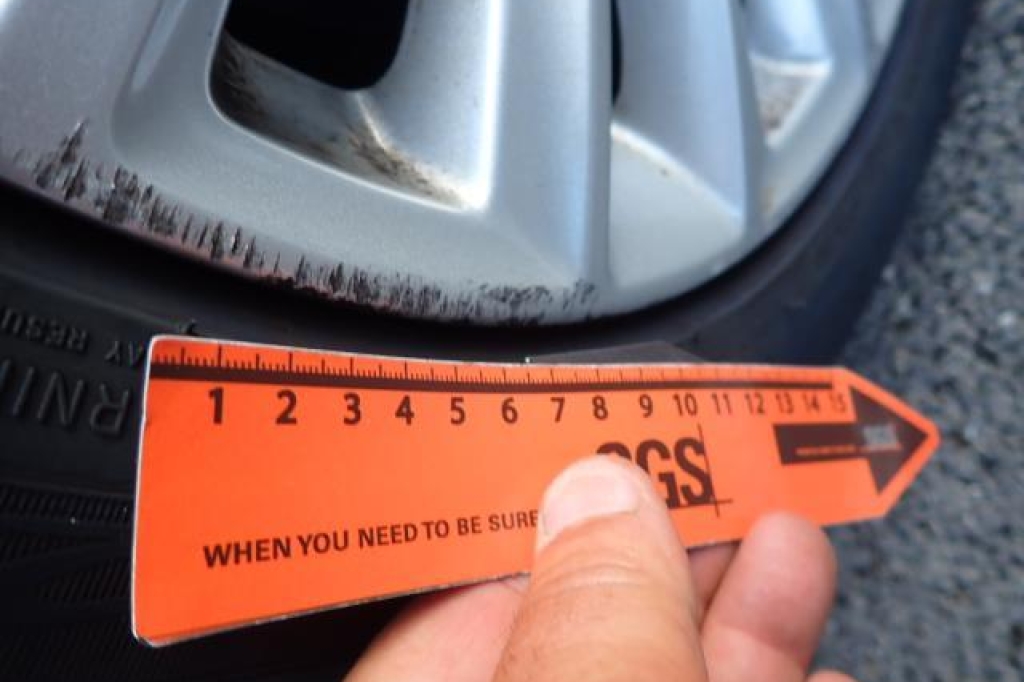 1 2 3 4 5 6 7 8 9 10 11 12 13 14 15
SGS
WHEN YOU NEED TO BE SURE